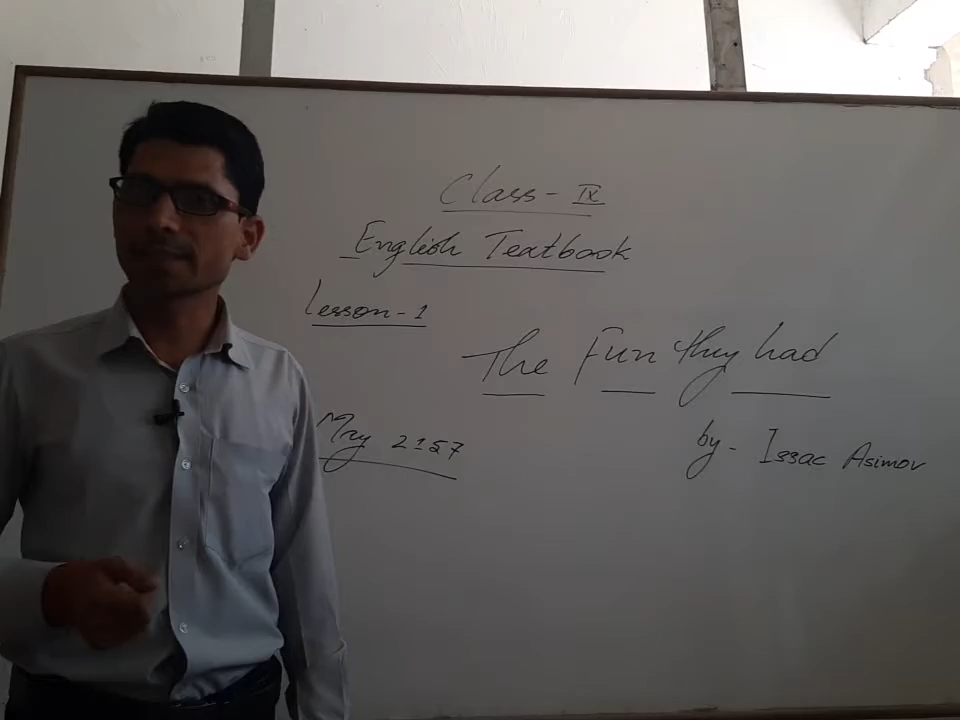 Class - IX
English Textbook
Lesson - 1
The Fun they had
May 2157
by - Issac Asimov